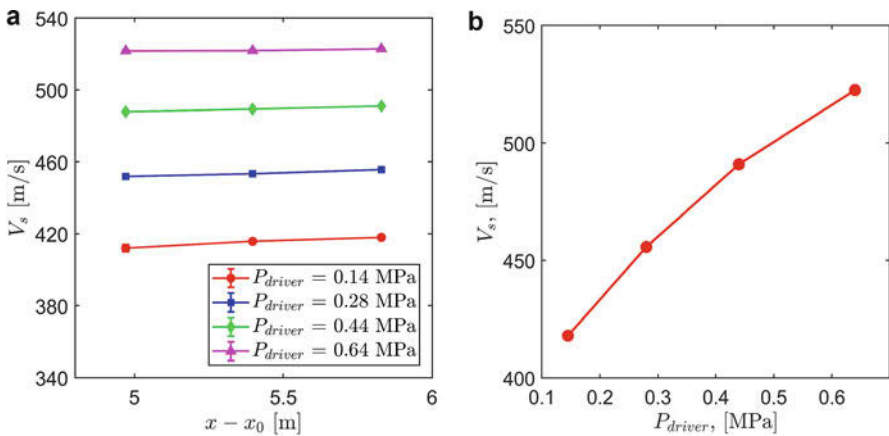 a
540
500
460
420
380
340
V_s [m/s]
5
5.5
6
x − x_0 [m]
P_driver = 0.14 MPa
P_driver = 0.28 MPa
P_driver = 0.44 MPa
P_driver = 0.64 MPa
b
550
500
450
400
V_s, [m/s]
0.1
0.2
0.3
0.4
0.5
0.6
P_driver, [MPa]